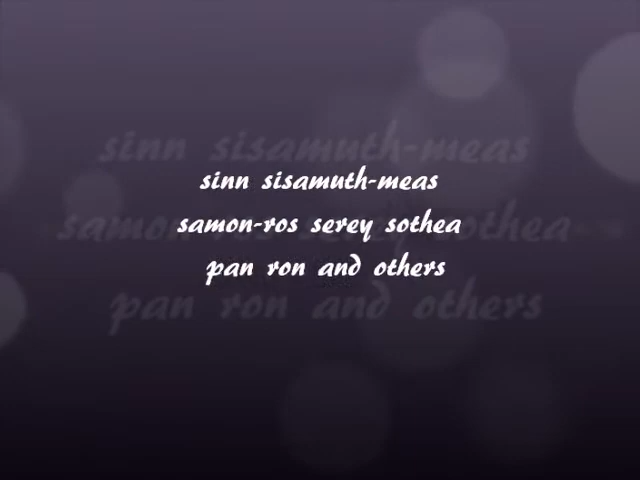 sinn sisamuth-meas
samon-ros serey sothea
pan ron and others